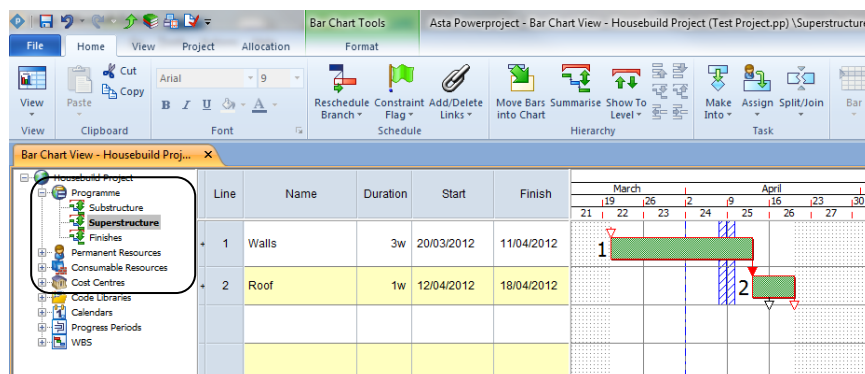 Bar Chart Tools Asta Powerproject - Bar Chart View - Housebuild Project (Test Project.pp) \Superstructure
File Home View Project Allocation Format
View Paste Cut Copy Arial 9 B I U A
Reschedule Branch Constraint Flag Add/Delete Links Move Bars into Chart Summarise Show To Level Make Into Assign Split/Join Bar
View Clipboard Font Schedule Hierarchy Task
Bar Chart View - Housebuild Proj...
Housebuild Project
Programme
Substructure
Superstructure
Finishes
Permanent Resources
Consumable Resources
Cost Centres
Code Libraries
Calendars
Progress Periods
WBS
Line Name Duration Start Finish
March April
19 26 2 9 16 23 30
21 22 23 24 25 26 27
1 Walls 3w 20/03/2012 11/04/2012 1
2 Roof 1w 12/04/2012 18/04/2012 2